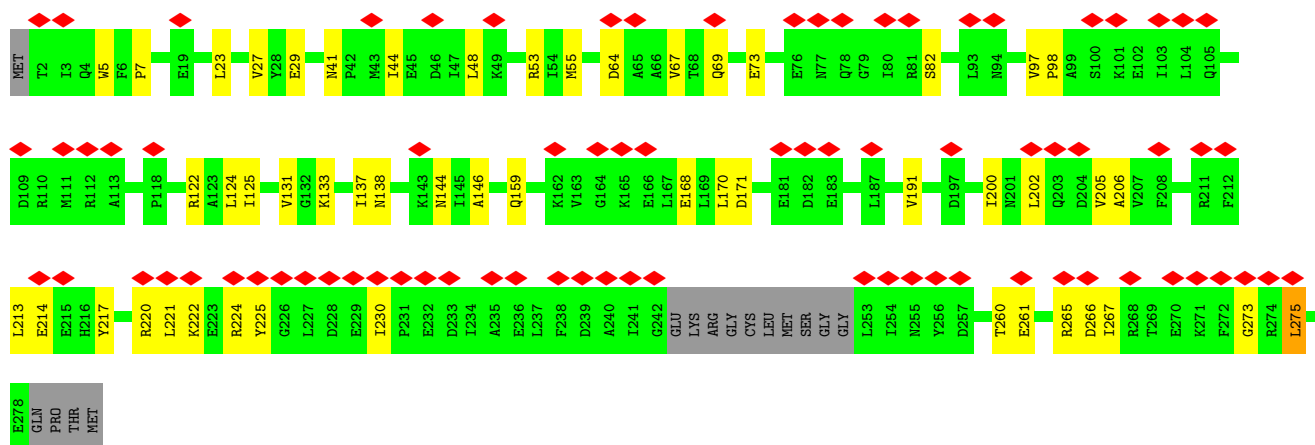 MET T2 I3 Q4 W5 F6 P7 E19 L23 V27 Y28 E29 N41 P42 M43 I44 E45 D46 I47 L48 K49 R53 I54 M55 D64 A65 A66 V67 T68 Q69 E73 E76 N77 Q78 G79 I80 R81 S82 L93 N94 V97 P98 A99 S100 K101 E102 I103 L104 Q105
D109 R110 M111 R112 A113 P118 R122 A123 L124 I125 V131 G132 K133 I137 N138 K143 N144 I145 A146 Q159 K162 V163 G164 K165 E166 L167 E168 L169 L170 D171 E181 D182 E183 L187 V191 D197 I200 N201 L202 Q203 D204 V205 A206 V207 F208 R211 F212
L213 E214 E215 H216 Y217 R220 L221 K222 E223 R224 Y225 G226 L227 D228 E229 I230 P231 E232 D233 I234 A235 E236 L237 F238 D239 A240 I241 G242 GLU LYS ARG GLY CYS LEU MET SER GLY GLY L253 I254 N255 Y256 D257 T260 E261 R265 D266 I267 R268 T269 E270 K271 F272 G273 R274 L275
E278 GLN PRO THR MET